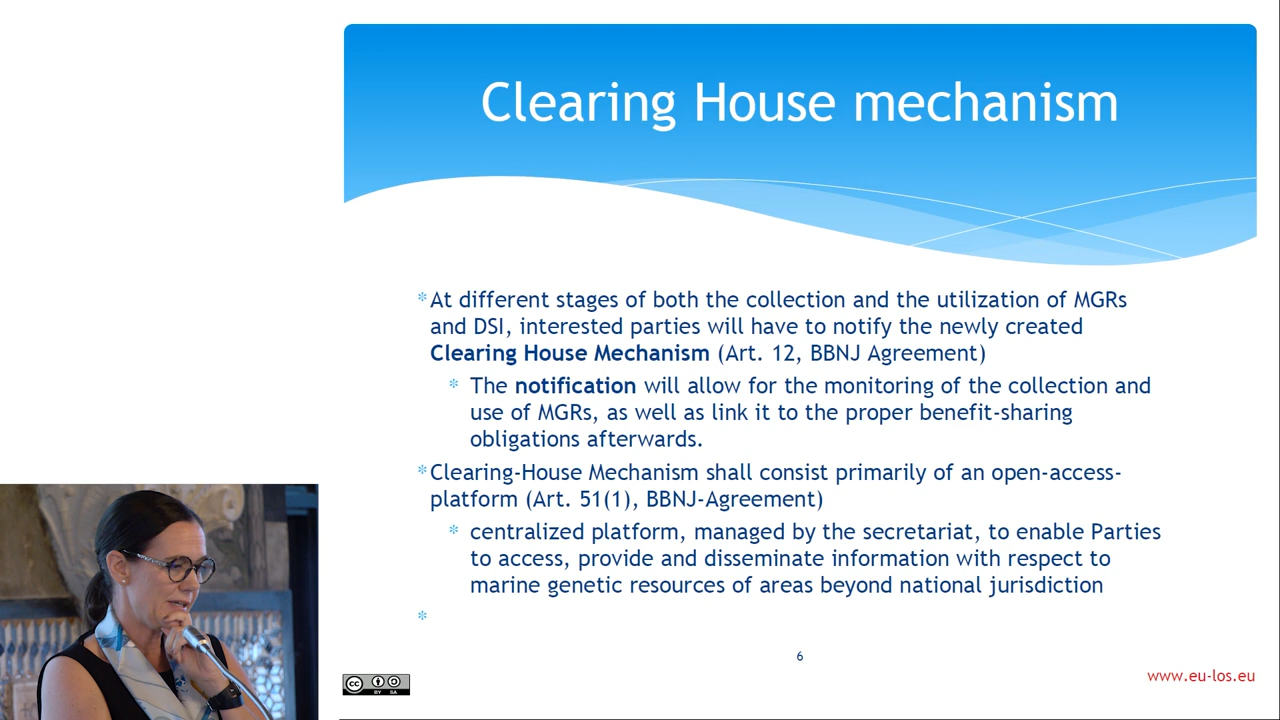 Clearing House mechanism
*At different stages of both the collection and the utilization of MGRs
and DSI, interested parties will have to notify the newly created
Clearing House Mechanism (Art. 12, BBNJ Agreement)
* The notification will allow for the monitoring of the collection and
use of MGRs, as well as link it to the proper benefit-sharing
obligations afterwards.
*Clearing-House Mechanism shall consist primarily of an open-access-
platform (Art. 51(1), BBNJ-Agreement)
* centralized platform, managed by the secretariat, to enable Parties
to access, provide and disseminate information with respect to
marine genetic resources of areas beyond national jurisdiction
*
6
cc BY SA
www.eu-los.eu